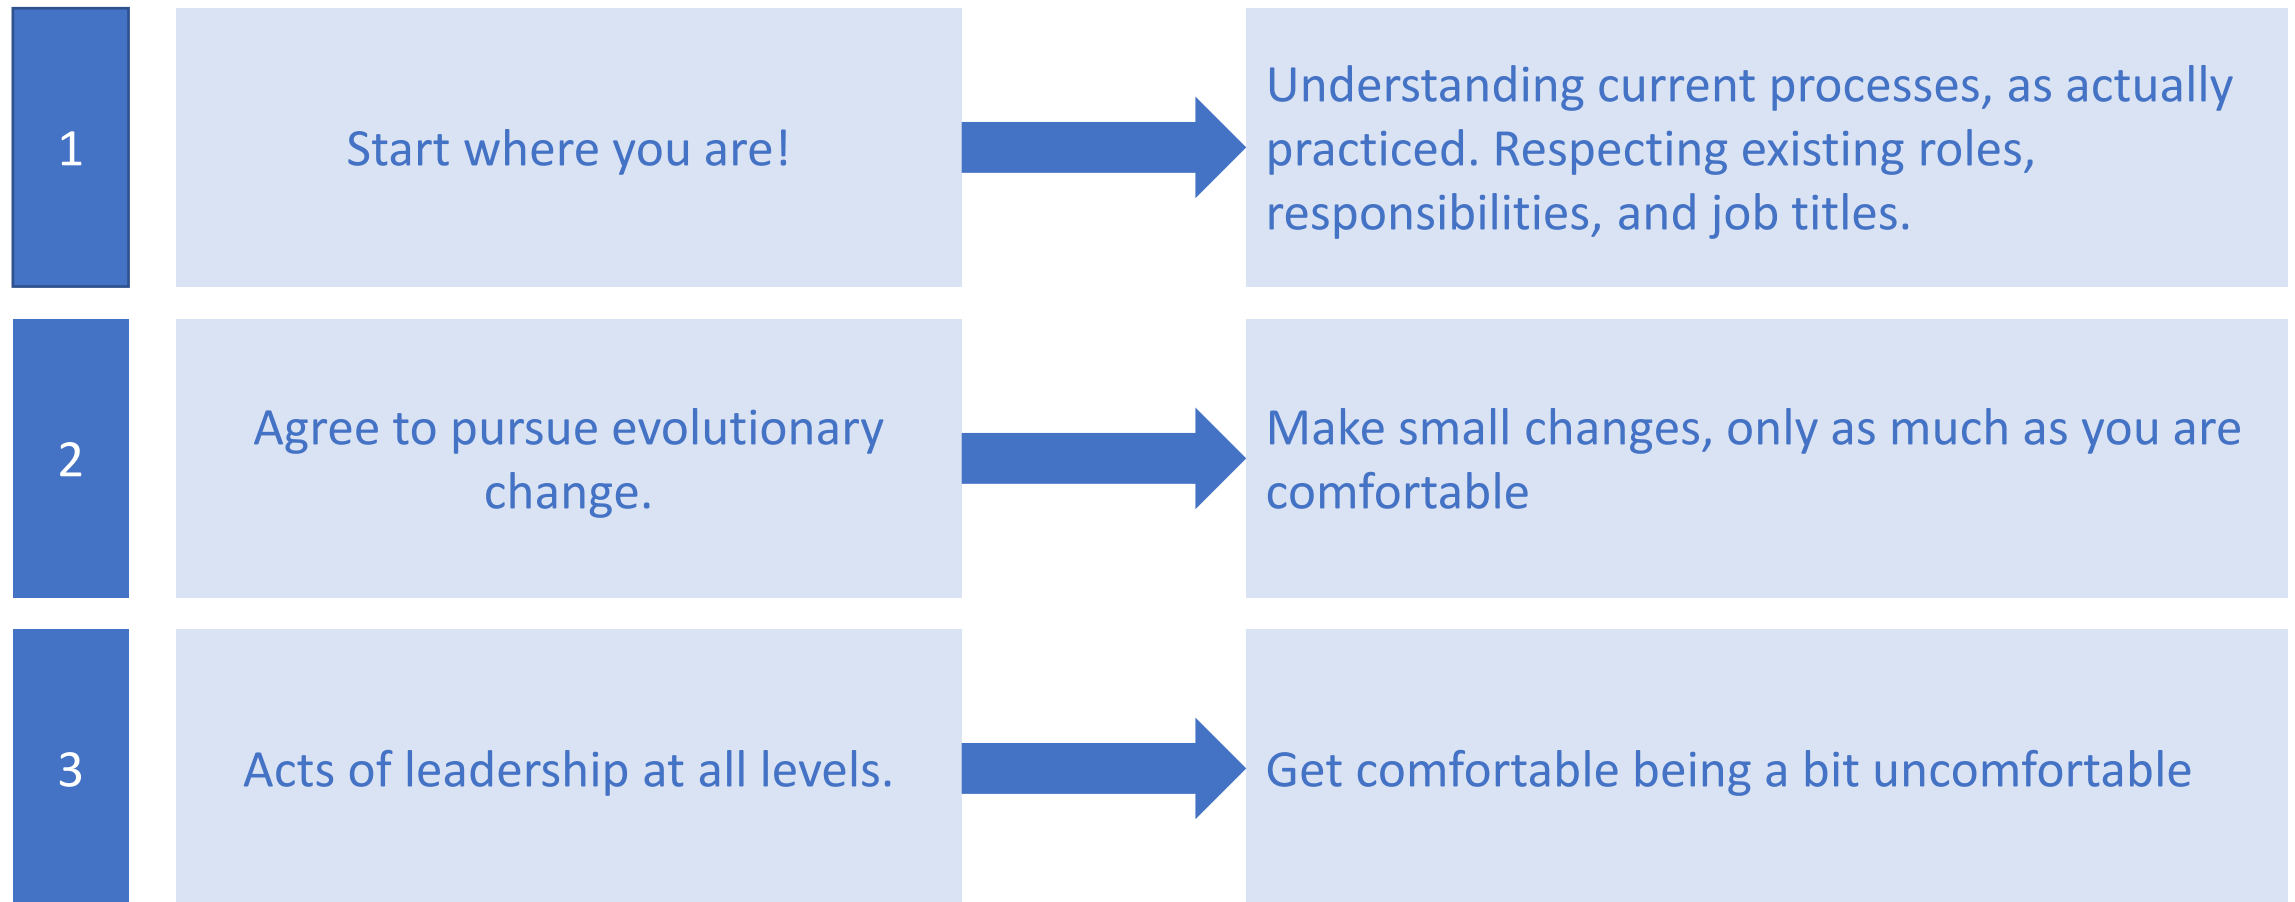 1
Start where you are!
Understanding current processes, as actually
practiced. Respecting existing roles,
responsibilities, and job titles.
2
Agree to pursue evolutionary
change.
Make small changes, only as much as you are
comfortable
3
Acts of leadership at all levels.
Get comfortable being a bit uncomfortable